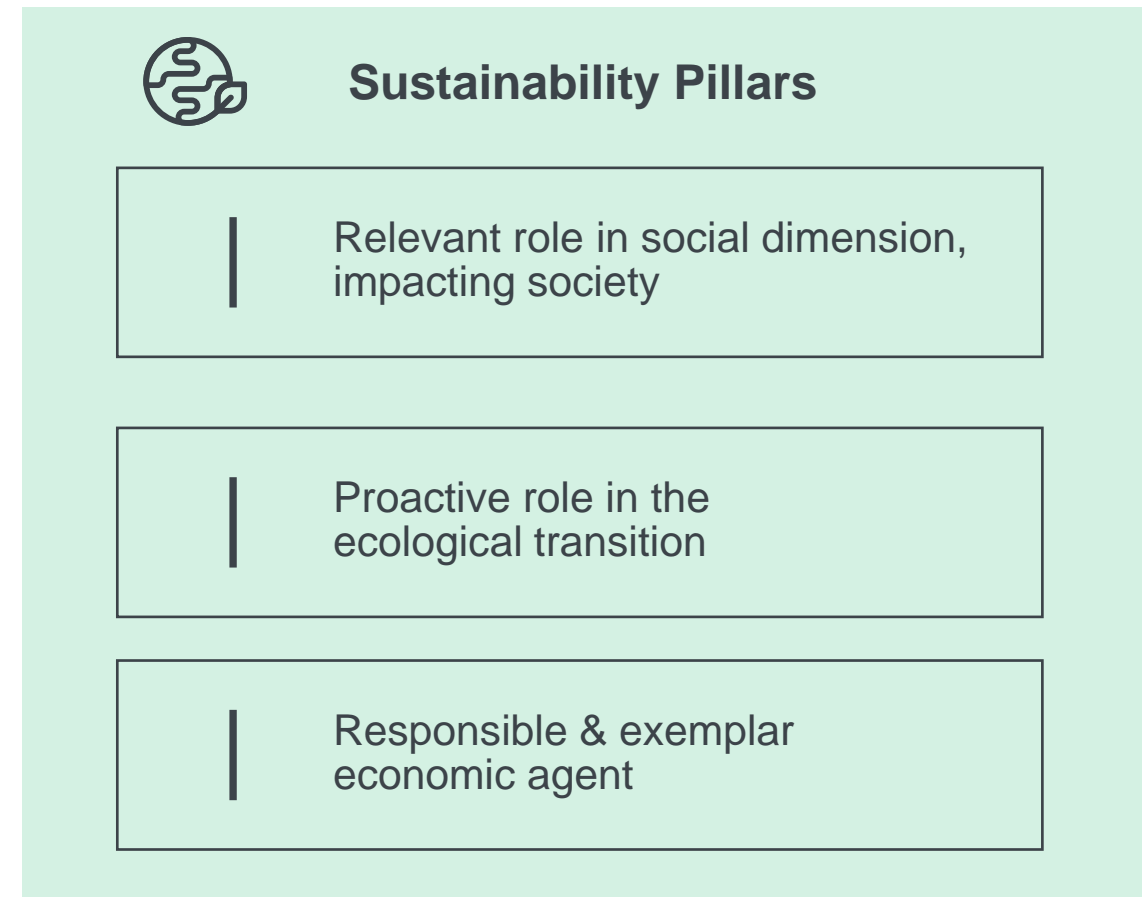 Sustainability Pillars
Relevant role in social dimension,
impacting society
Proactive role in the
ecological transition
Responsible & exemplar
economic agent